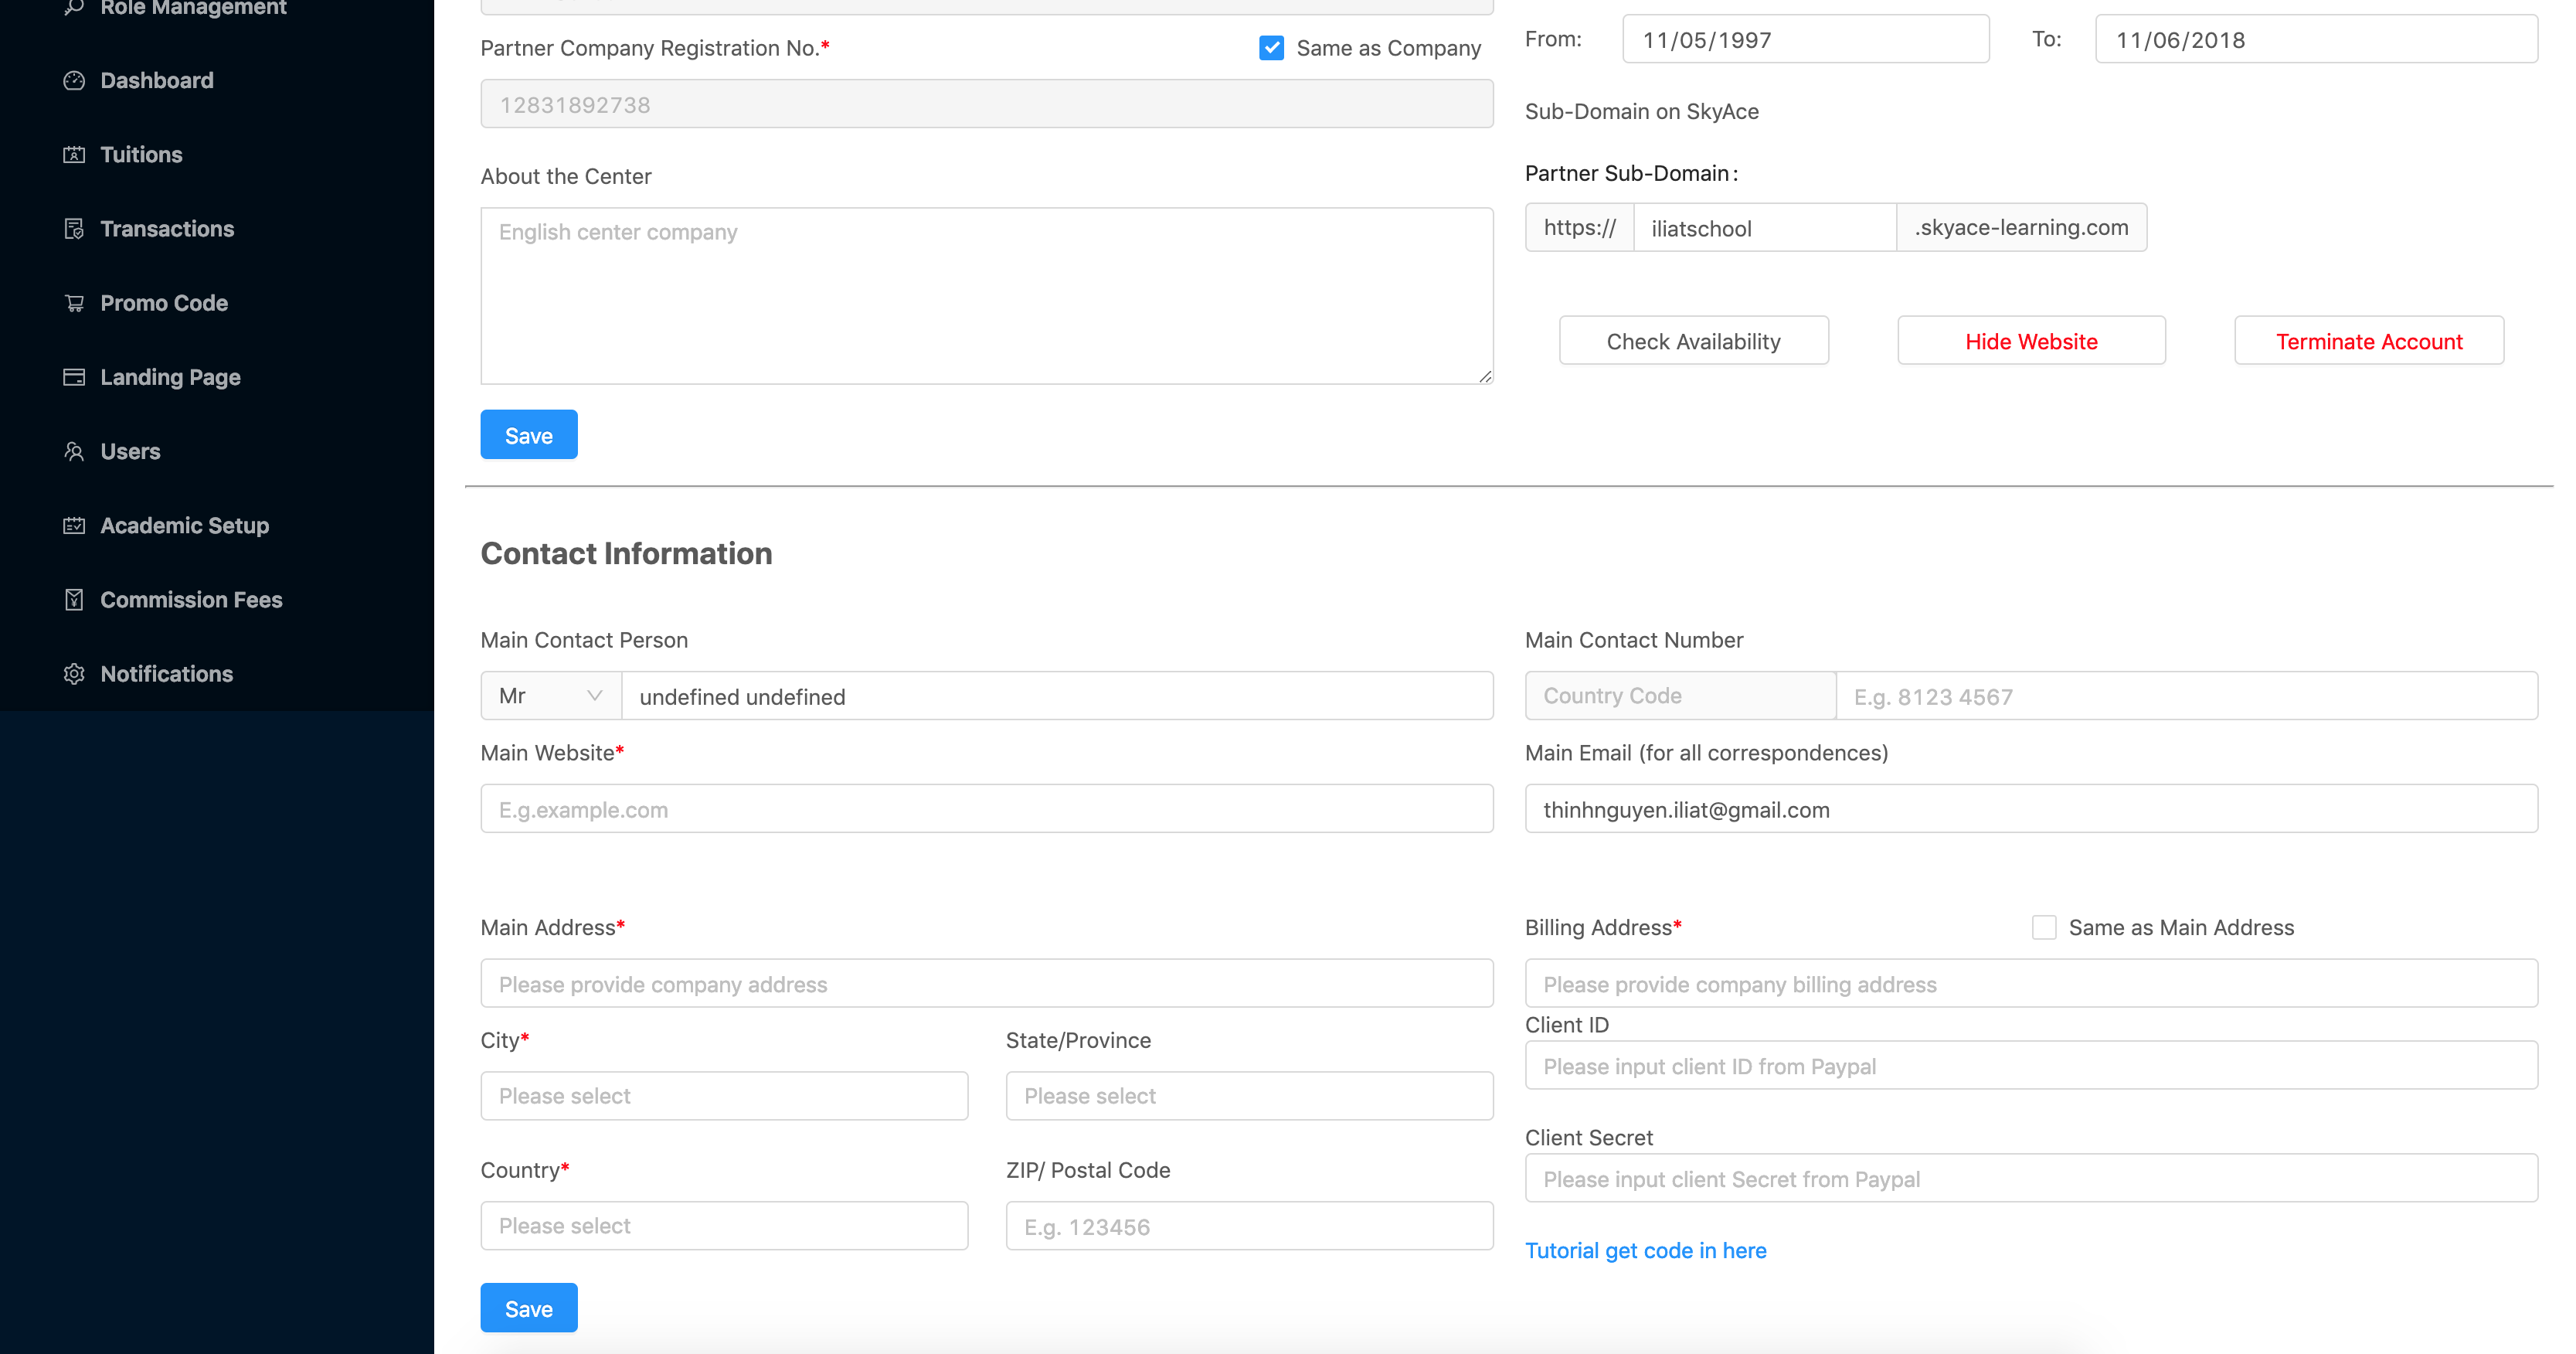 Role Management
Dashboard
Tuitions
Transactions
Promo Code
Landing Page
Users
Academic Setup
Commission Fees
Notifications
Partner Company Registration No.*
Same as Company
12831892738
About the Center
English center company
Save
From: 11/05/1997 To: 11/06/2018
Sub-Domain on SkyAce
Partner Sub-Domain:
https:// iliatschool .skyace-learning.com
Check Availability Hide Website Terminate Account
Contact Information
Main Contact Person
Mr undefined undefined
Main Contact Number
Country Code E.g. 8123 4567
Main Website*
E.g.example.com
Main Email (for all correspondences)
thinhnguyen.iliat@gmail.com
Main Address*
Please provide company address
City* State/Province
Please select Please select
Country* ZIP/ Postal Code
Please select E.g. 123456
Save
Billing Address* Same as Main Address
Please provide company billing address
Client ID
Please input client ID from Paypal
Client Secret
Please input client Secret from Paypal
Tutorial get code in here